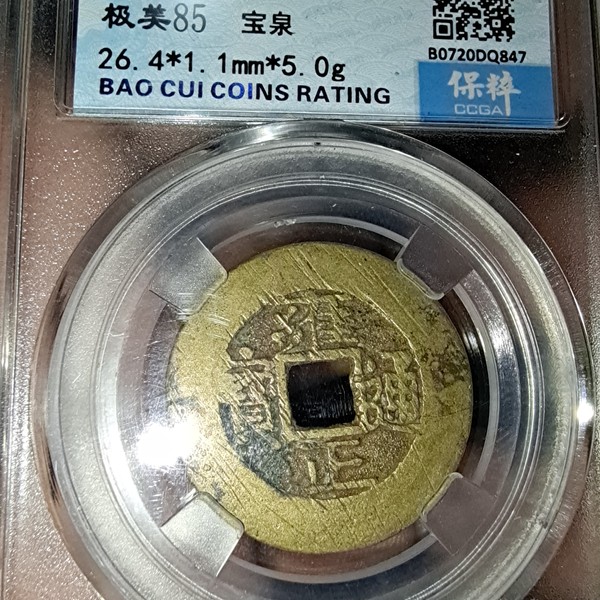 极美85 宝泉
B0720DQ847
26.4*1.1mm*5.0g
BAO CUI COINS RATING
保粹
CCGA
雍
寳 通
正